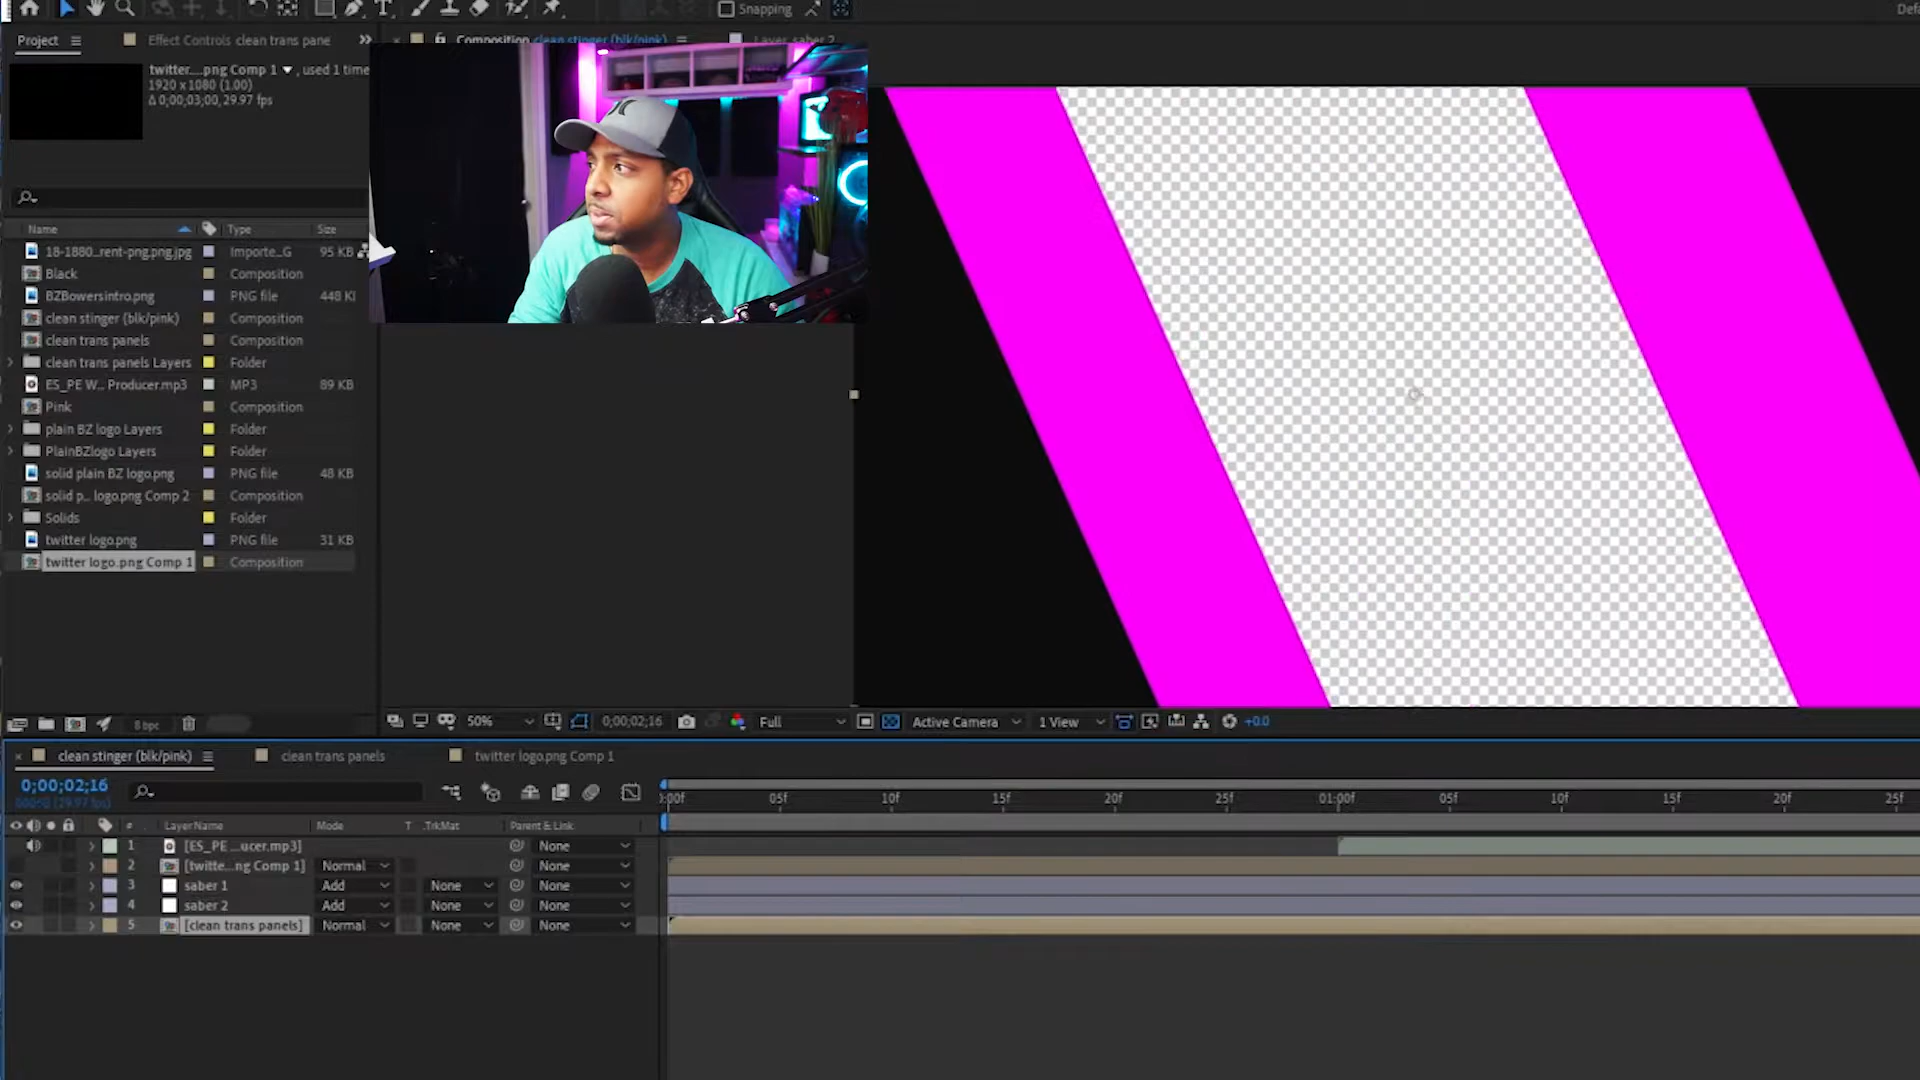 Snapping
Defa
Project
Effect Controls clean trans pane
Composition clean stinger (blk/pink)
Layer saber 2
twitter....png Comp 1 , used 1 time
1920 x 1080 (1.00)
Δ 0;00;03;00, 29.97 fps
Name Type Size
18-1880_rent-png.png.jpg Importe_G 95 KB
Black Composition
BZBowersintro.png PNG file 448 KI
clean stinger (blk/pink) Composition
clean trans panels Composition
clean trans panels Layers Folder
ES_PE W... Producer.mp3 MP3 89 KB
Pink Composition
plain BZ logo Layers Folder
PlainBZlogo Layers Folder
solid plain BZ logo.png PNG file 48 KB
solid p... logo.png Comp 2 Composition
Solids Folder
twitter logo.png PNG file 31 KB
twitter logo.png Comp 1 Composition
8 bpc
50% 0;00;02;16 Full Active Camera 1 View +0.0
clean stinger (blk/pink) clean trans panels twitter logo.png Comp 1
0;00;02;16
:00f 05f 10f 15f 20f 25f 01:00f 05f 10f 15f 20f 25f
# Layer Name Mode T .TrkMat Parent & Link
1 [ES_PE ...ucer.mp3] None
2 [twitte...ng Comp 1] Normal None
3 saber 1 Add None None
4 saber 2 Add None None
5 [clean trans panels] Normal None None